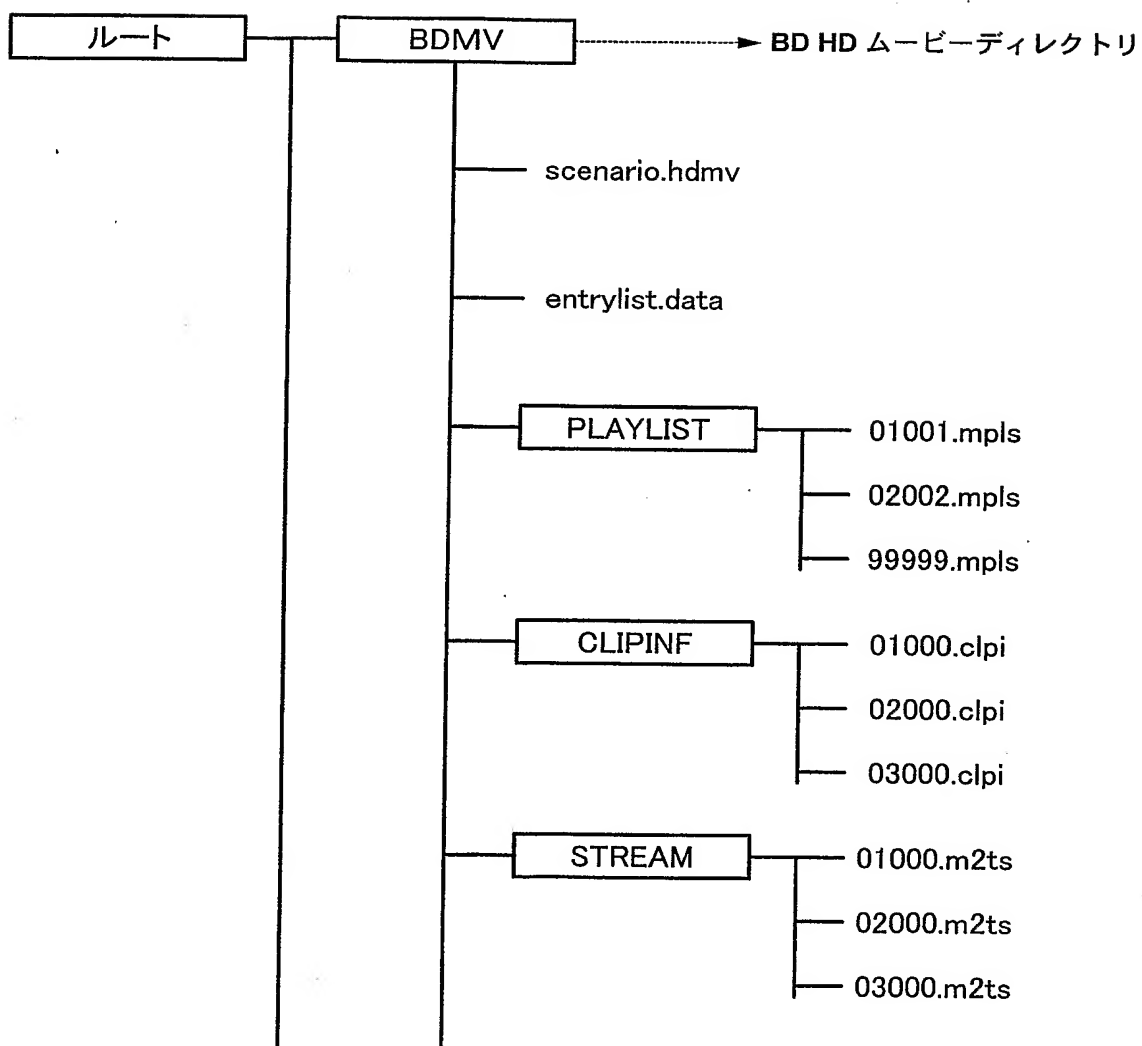 ルート
BDMV
BD HD ムービーディレクトリ
scenario.hdmv
entrylist.data
PLAYLIST
01001.mpls
02002.mpls
99999.mpls
CLIPINF
01000.clpi
02000.clpi
03000.clpi
STREAM
01000.m2ts
02000.m2ts
03000.m2ts